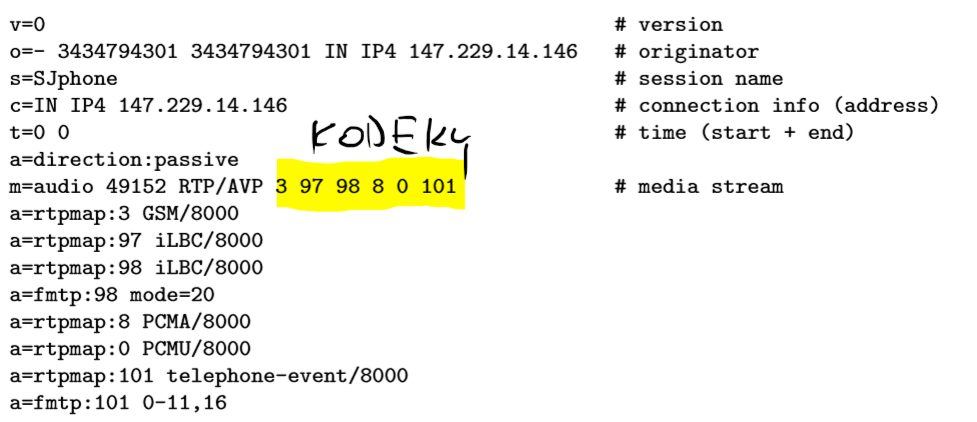 v=0 # version
o=- 3434794301 3434794301 IN IP4 147.229.14.146 # originator
s=SJphone # session name
c=IN IP4 147.229.14.146 # connection info (address)
t=0 0 # time (start + end)
KODEKY
a=direction:passive
m=audio 49152 RTP/AVP 3 97 98 8 0 101 # media stream
a=rtpmap:3 GSM/8000
a=rtpmap:97 iLBC/8000
a=rtpmap:98 iLBC/8000
a=fmtp:98 mode=20
a=rtpmap:8 PCMA/8000
a=rtpmap:0 PCMU/8000
a=rtpmap:101 telephone-event/8000
a=fmtp:101 0-11,16